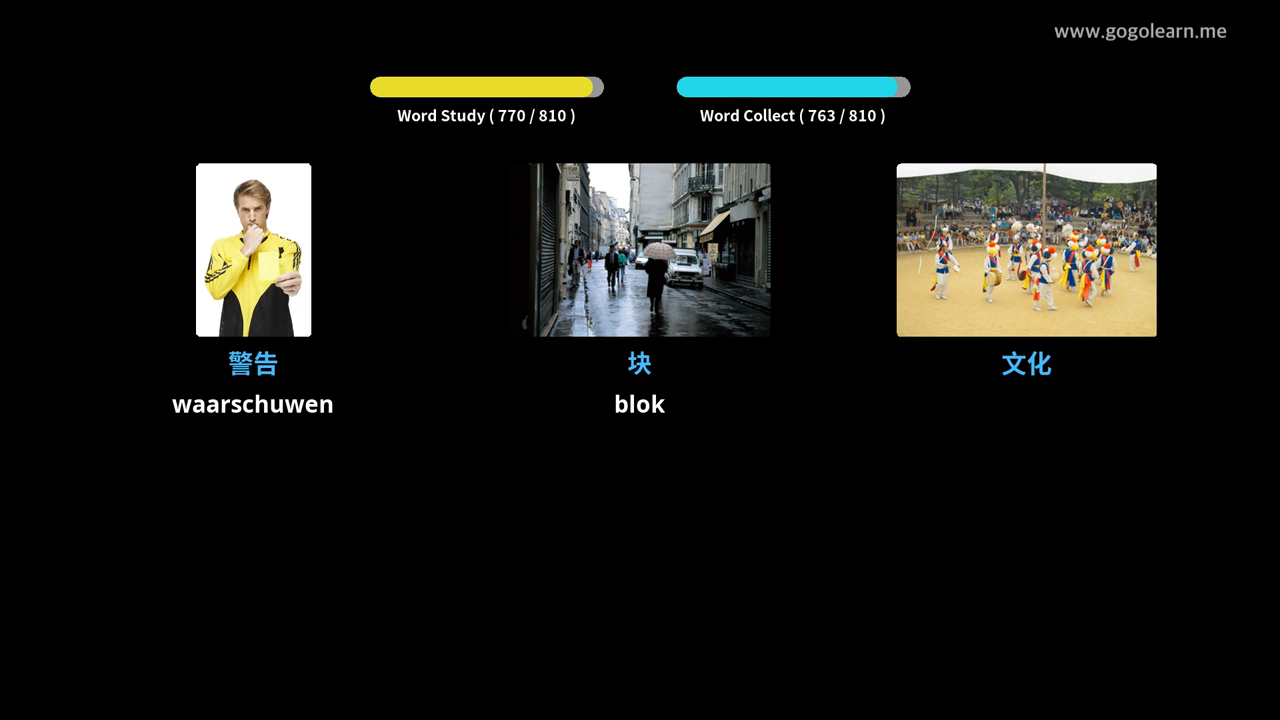 www.gogolearn.me
Word Study ( 770 / 810 )
Word Collect ( 763 / 810 )
警告
块
文化
waarschuwen
blok